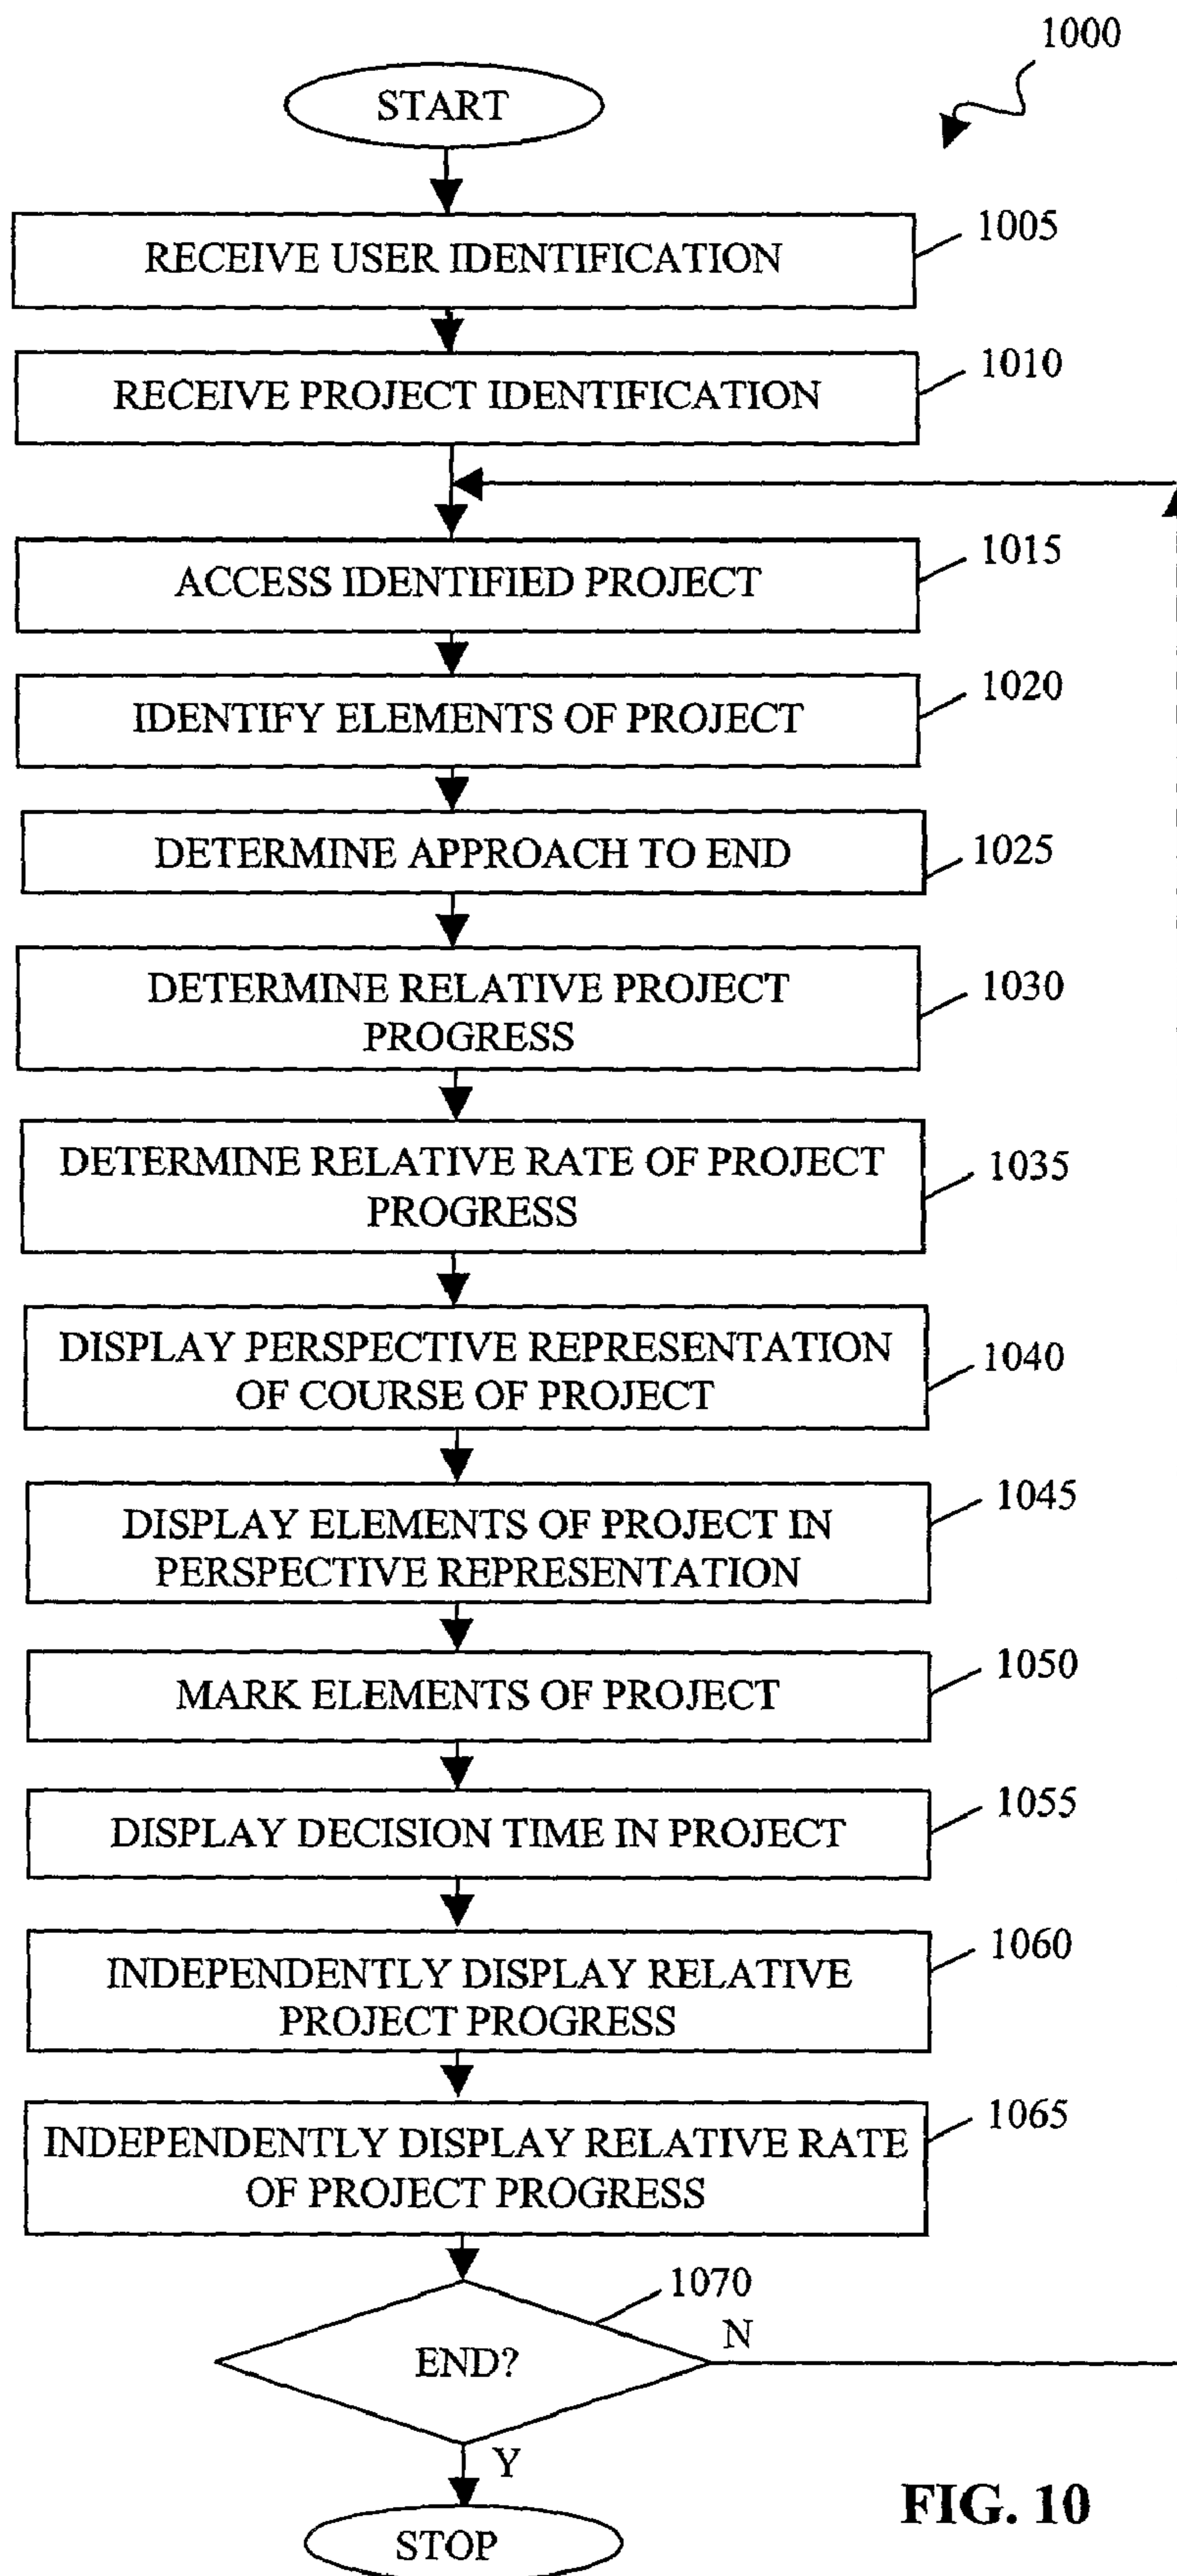 1000
START
RECEIVE USER IDENTIFICATION
1005
RECEIVE PROJECT IDENTIFICATION
1010
ACCESS IDENTIFIED PROJECT
1015
IDENTIFY ELEMENTS OF PROJECT
1020
DETERMINE APPROACH TO END
1025
DETERMINE RELATIVE PROJECT
PROGRESS
1030
DETERMINE RELATIVE RATE OF PROJECT
PROGRESS
1035
DISPLAY PERSPECTIVE REPRESENTATION
OF COURSE OF PROJECT
1040
DISPLAY ELEMENTS OF PROJECT IN
PERSPECTIVE REPRESENTATION
1045
MARK ELEMENTS OF PROJECT
1050
DISPLAY DECISION TIME IN PROJECT
1055
INDEPENDENTLY DISPLAY RELATIVE
PROJECT PROGRESS
1060
INDEPENDENTLY DISPLAY RELATIVE RATE
OF PROJECT PROGRESS
1065
1070
END?
N
Y
STOP
FIG. 10